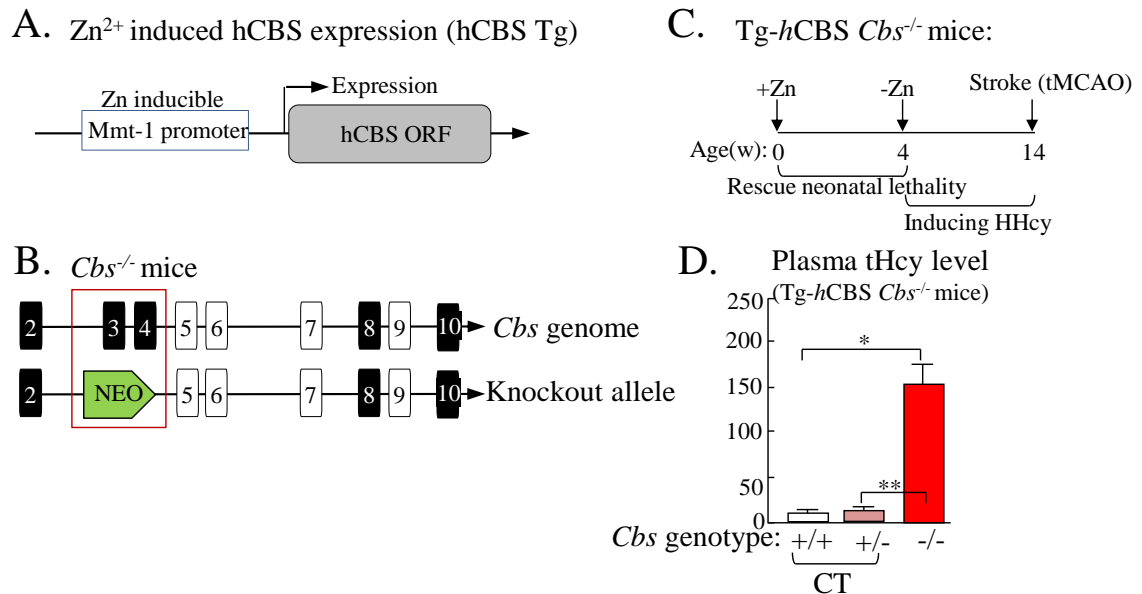 A. Zn²⁺ induced hCBS expression (hCBS Tg)
Zn inducible
Mmt-1 promoter
Expression
hCBS ORF
B. Cbs⁻/⁻ mice
2 3 4 5 6 7 8 9 10 Cbs genome
2 NEO 5 6 7 8 9 10 Knockout allele
C. Tg-hCBS Cbs⁻/⁻ mice:
+Zn -Zn Stroke (tMCAO)
Age(w): 0 4 14
Rescue neonatal lethality
Inducing HHcy
D. Plasma tHcy level
(Tg-hCBS Cbs⁻/⁻ mice)
250
200
150
100
50
0
*
**
Cbs genotype: +/+ +/- -/-
CT